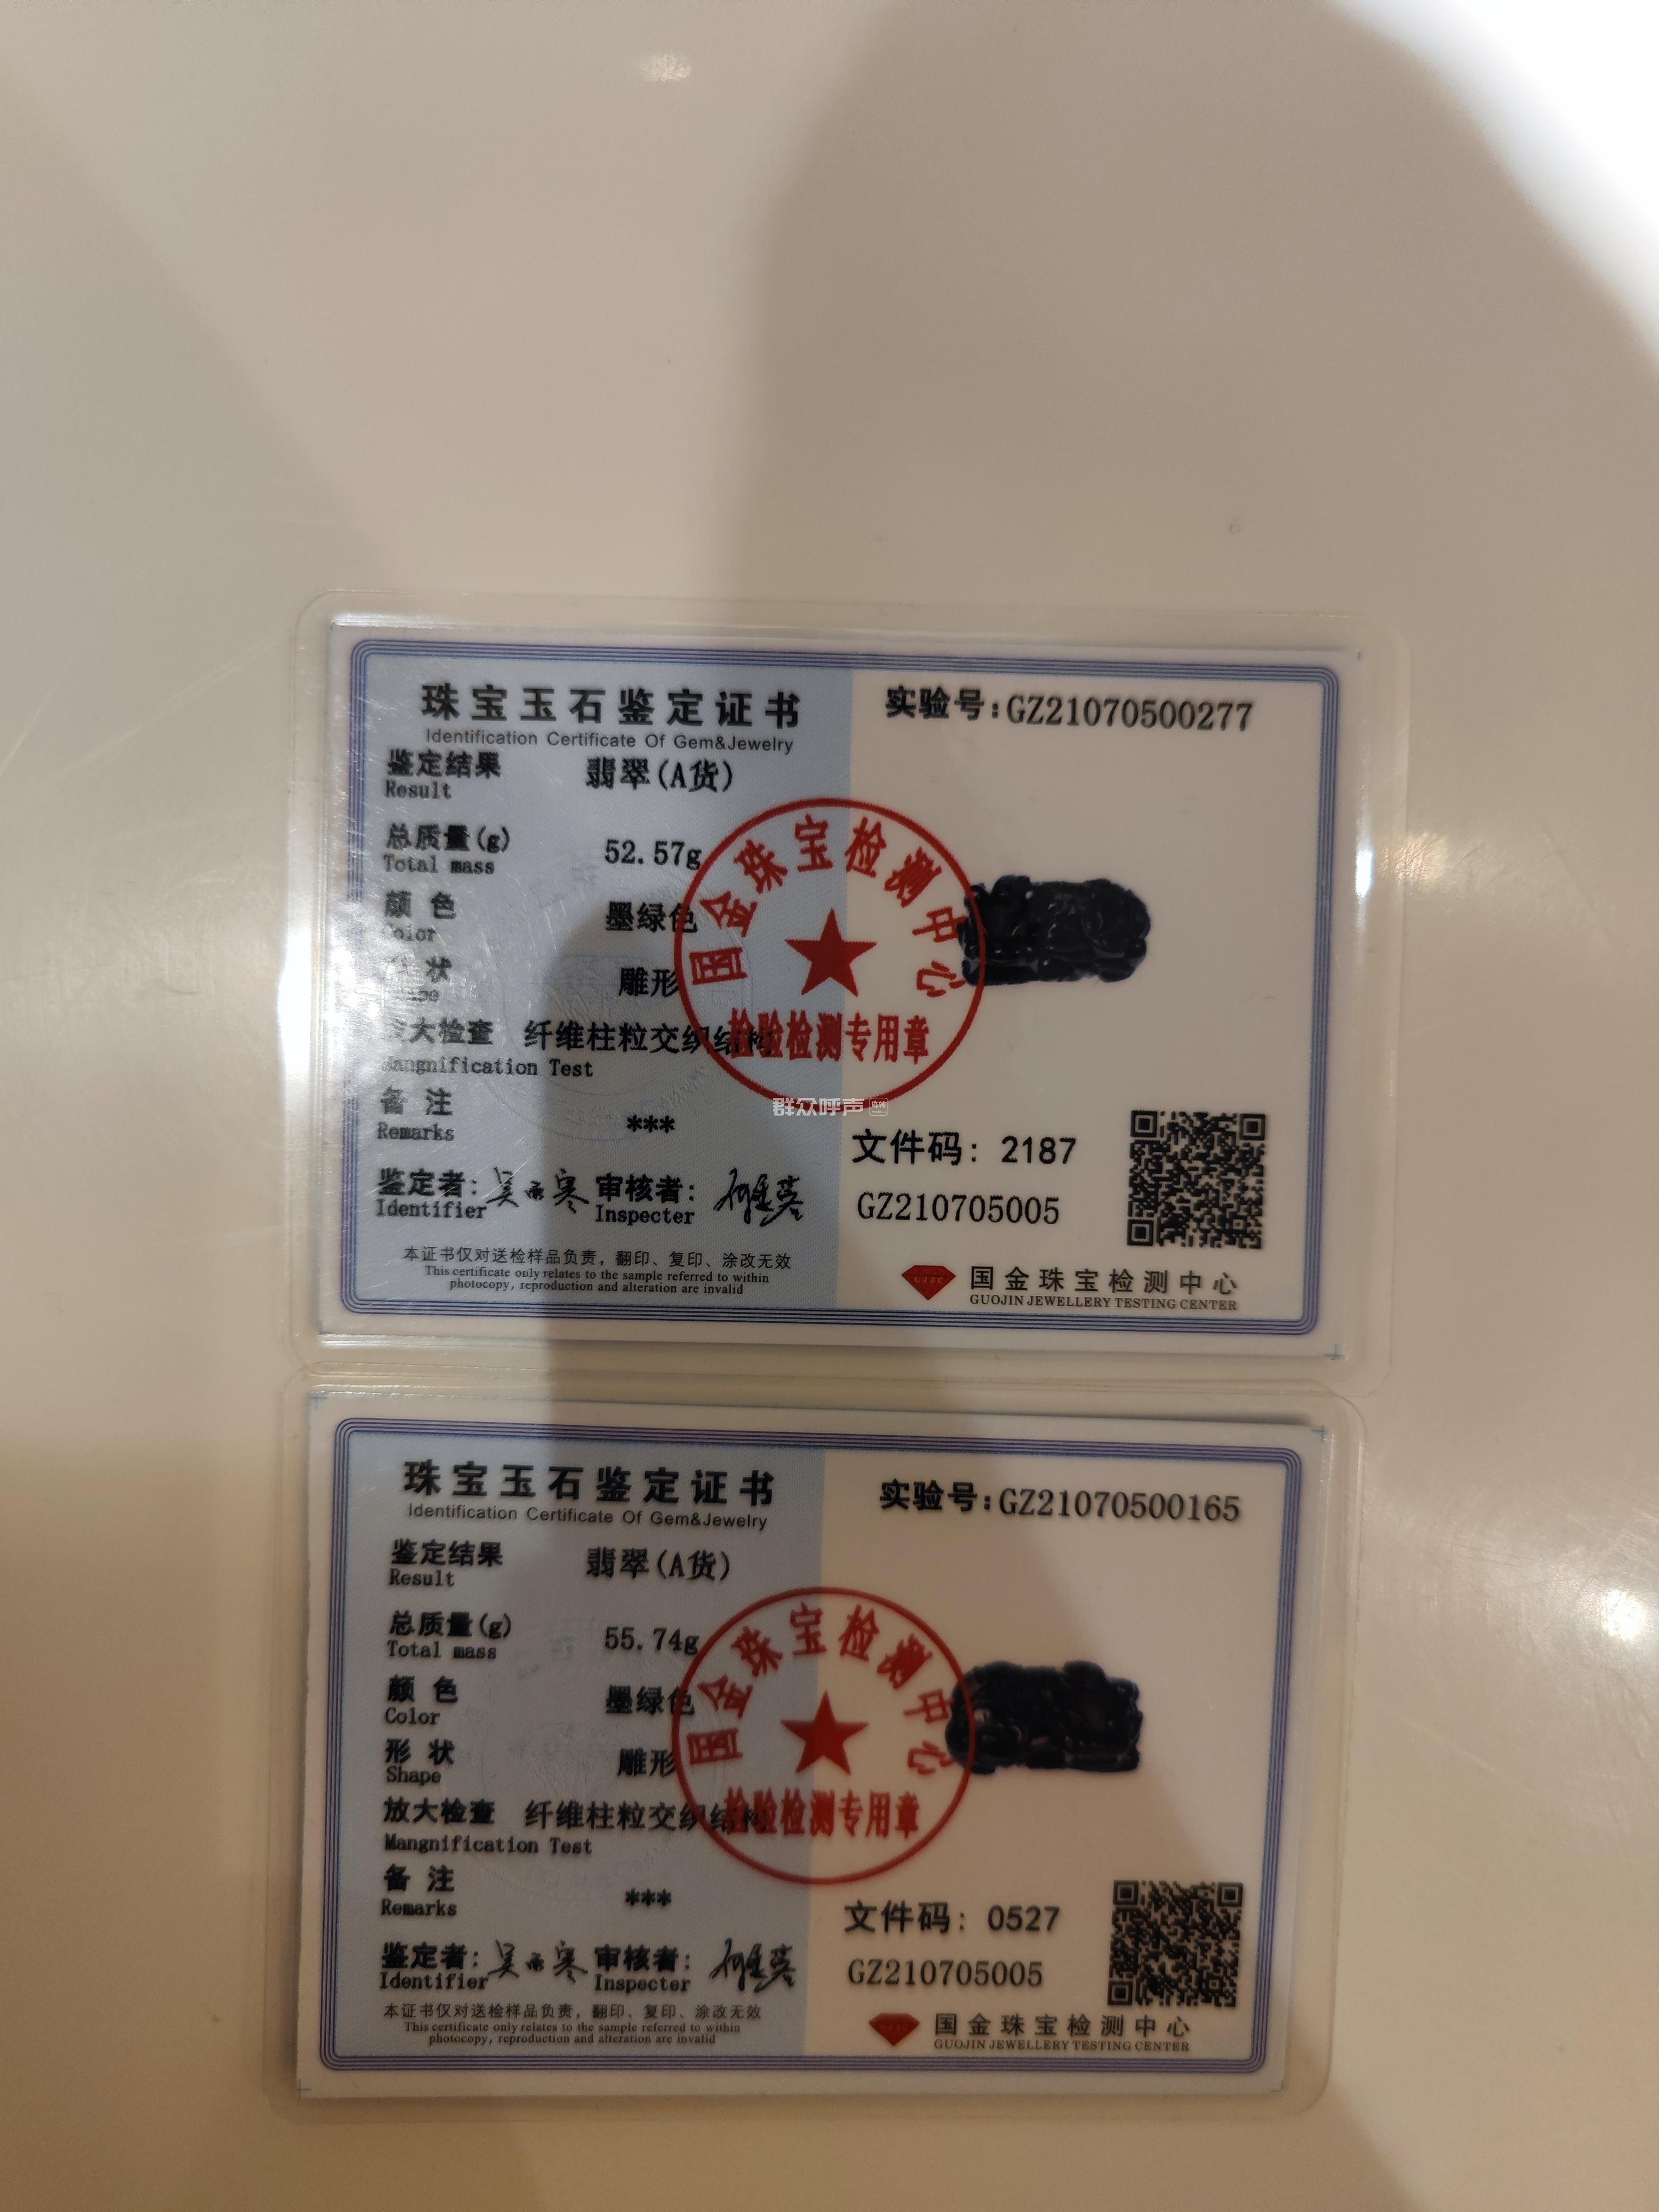 珠宝玉石鉴定证书
Identification Certificate Of Gem&Jewelry
实验号:GZ21070500277
鉴定结果 翡翠(A货)
Result
总质量(g) 52.57g
Total mass
颜色 墨绿色
Color
状 雕形
大检查 纤维柱粒交织结构
Mangnification Test
备注
Remarks ***
鉴定者: 审核者:
Identifier Inspecter
本证书仅对送检样品负责，翻印、复印、涂改无效
This certificate only relates to the sample referred to within
photocopy, reproduction and alteration are invalid
国金珠宝检测中心
检验检测专用章
群众呼声
文件码: 2187
GZ210705005
国金珠宝检测中心
GUOJIN JEWELLERY TESTING CENTER
珠宝玉石鉴定证书
Identification Certificate Of Gem&Jewelry
实验号:GZ21070500165
鉴定结果 翡翠(A货)
Result
总质量(g) 55.74g
Total mass
颜色 墨绿色
Color
形状 雕形
Shape
放大检查 纤维柱粒交织结构
Mangnification Test
备注
Remarks ***
鉴定者: 审核者:
Identifier Inspecter
本证书仅对送检样品负责，翻印、复印、涂改无效
This certificate only relates to the sample referred to within
photocopy, reproduction and alteration are invalid
国金珠宝检测中心
检验检测专用章
文件码: 0527
GZ210705005
国金珠宝检测中心
GUOJIN JEWELLERY TESTING CENTER